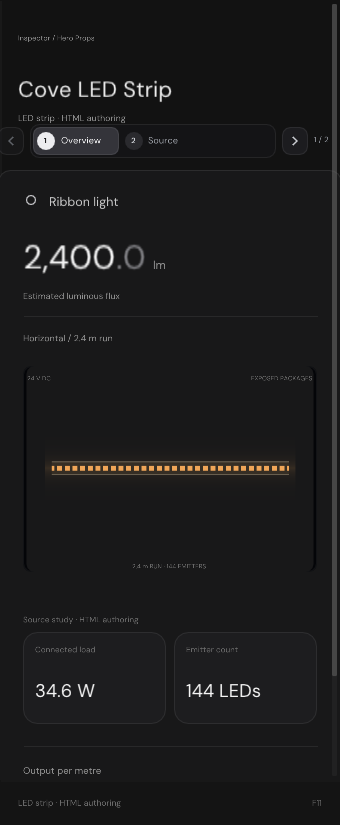 Inspector / Hero Props
Cove LED Strip
LED strip · HTML authoring
1 Overview 2 Source 1 / 2
Ribbon light
2,400.0 lm
Estimated luminous flux
Horizontal / 2.4 m run
24 V DC EXPOSED PACKAGES
2.4 m RUN · 144 EMITTERS
Source study · HTML authoring
Connected load Emitter count
34.6 W 144 LEDs
Output per metre
LED strip · HTML authoring F11